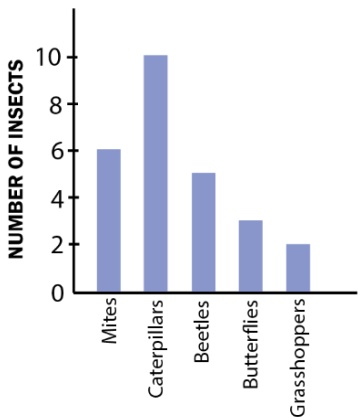 NUMBER OF INSECTS
10
8
6
4
2
0
Mites
Caterpillars
Beetles
Butterflies
Grasshoppers